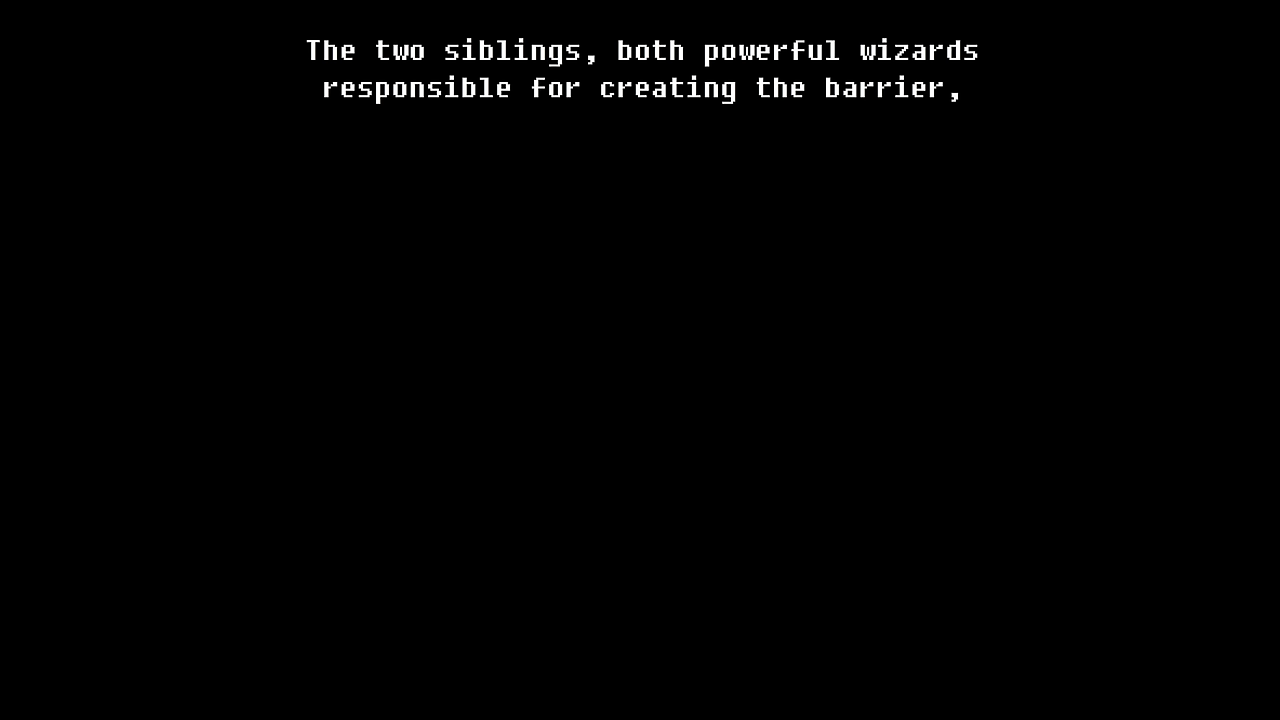 The two siblings, both powerful wizards
responsible for creating the barrier,